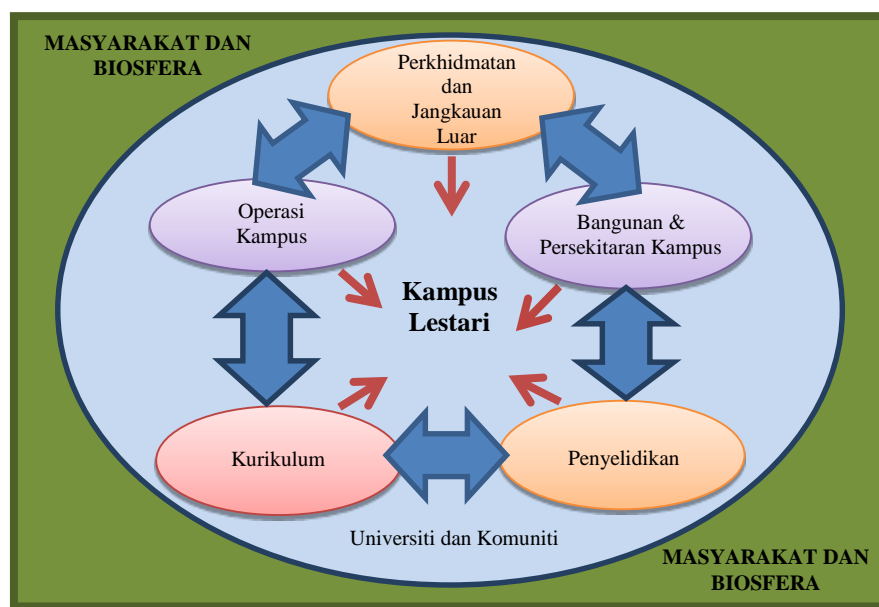 MASYARAKAT DAN
BIOSFERA
Perkhidmatan
dan
Jangkauan
Luar
Operasi
Kampus
Bangunan &
Persekitaran Kampus
Kampus
Lestari
Kurikulum
Penyelidikan
Universiti dan Komuniti
MASYARAKAT DAN
BIOSFERA